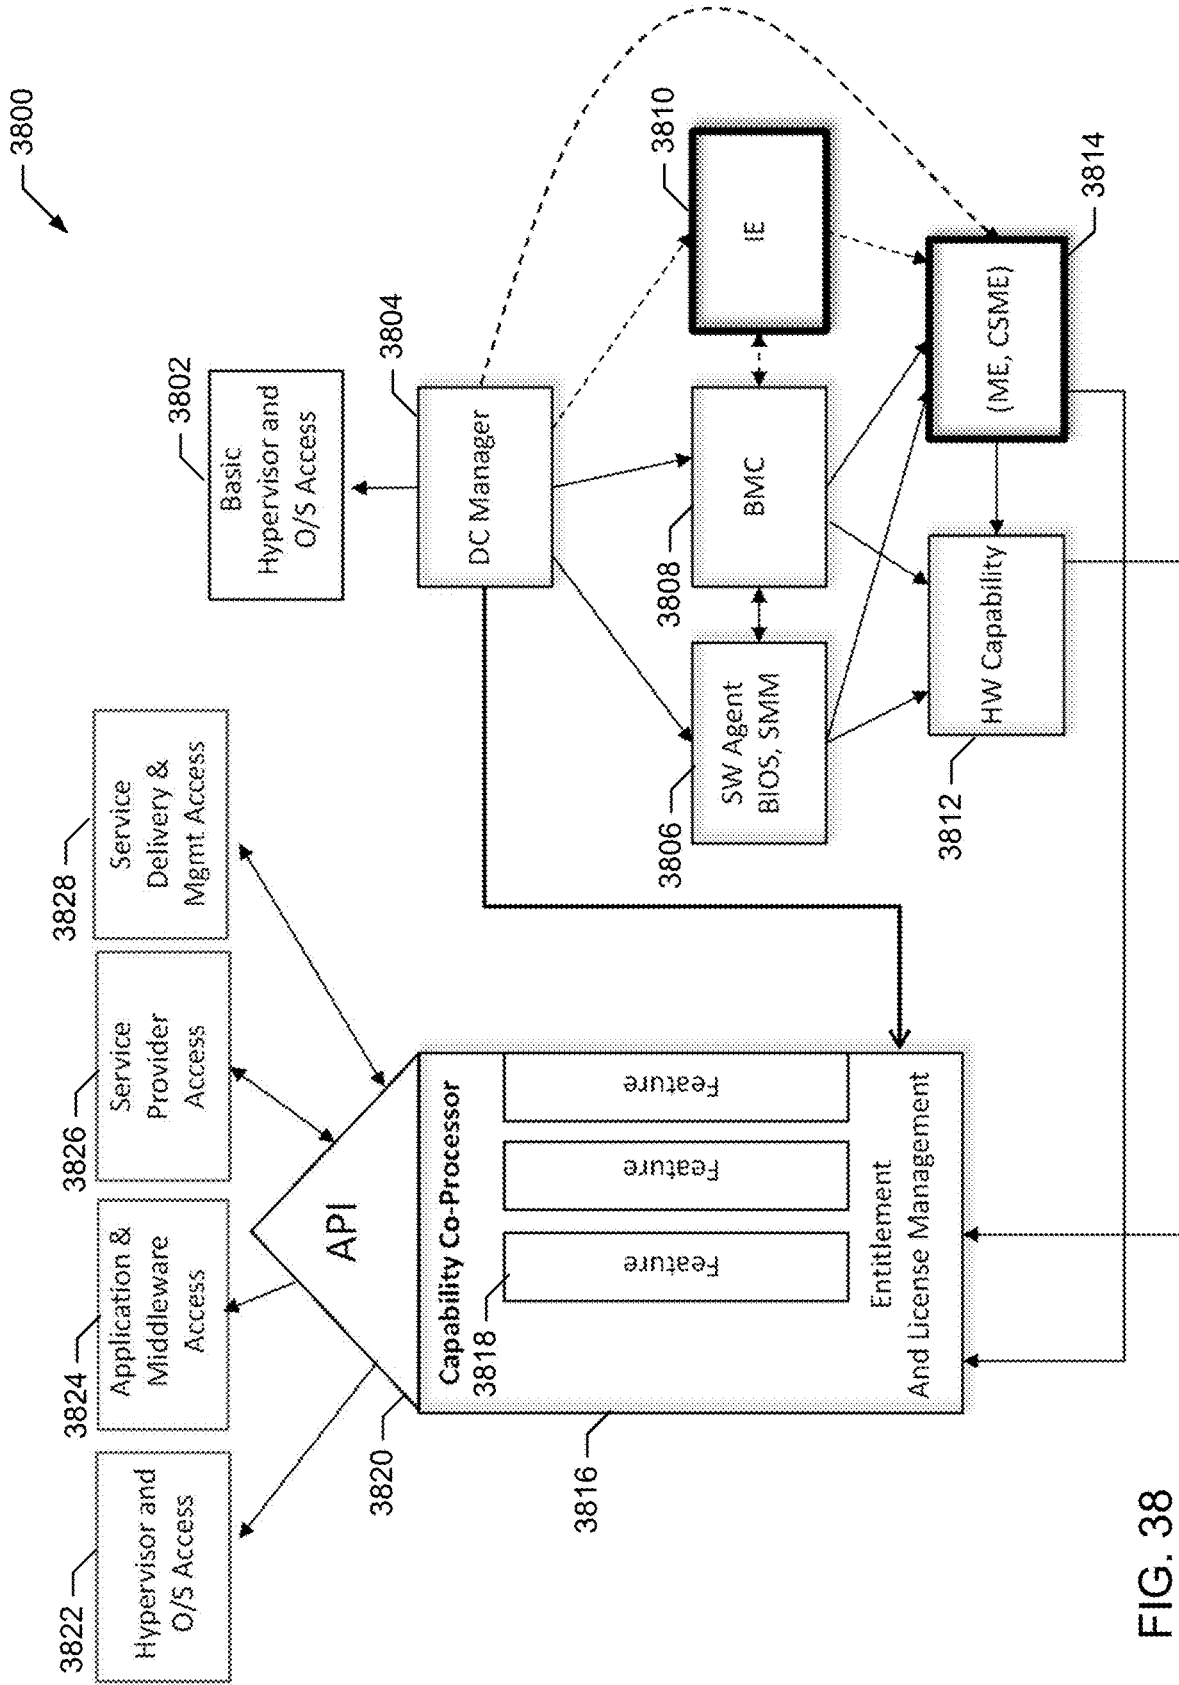 3800
3822
Hypervisor and
O/S Access
3824
Application &
Middleware
Access
3826
Service
Provider
Access
3828
Service
Delivery &
Mgmt Access
3802
Basic
Hypervisor and
O/S Access
3820
API
3804
DC Manager
3816
Capability Co-Processor
3818
Feature
Feature
Feature
Entitlement
And License Management
3806
SW Agent
BIOS, SMM
3808
BMC
3810
IE
3812
HW Capability
3814
(ME, CSME)
FIG. 38